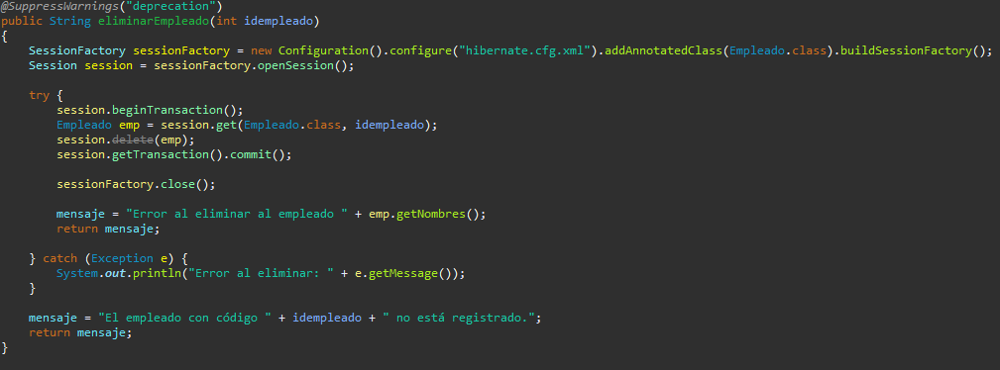 @SuppressWarnings("deprecation")
public String eliminarEmpleado(int idempleado)
{
SessionFactory sessionFactory = new Configuration().configure("hibernate.cfg.xml").addAnnotatedClass(Empleado.class).buildSessionFactory();
Session session = sessionFactory.openSession();
try {
session.beginTransaction();
Empleado emp = session.get(Empleado.class, idempleado);
session.delete(emp);
session.getTransaction().commit();
sessionFactory.close();
mensaje = "Error al eliminar al empleado " + emp.getNombres();
return mensaje;
} catch (Exception e) {
System.out.println("Error al eliminar: " + e.getMessage());
}
mensaje = "El empleado con código " + idempleado + " no está registrado.";
return mensaje;
}